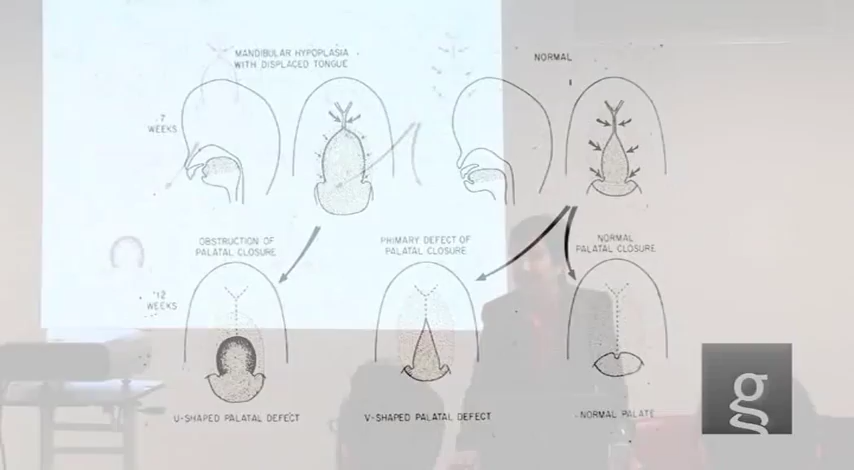 MANDIBULAR HYPOPLASIA
WITH DISPLACED TONGUE
NORMAL
7
WEEKS
OBSTRUCTION OF
PALATAL CLOSURE
PRIMARY DEFECT OF
PALATAL CLOSURE
NORMAL
PALATAL CLOSURE
12
WEEKS
U-SHAPED PALATAL DEFECT
V-SHAPED PALATAL DEFECT
NORMAL PALATE
g